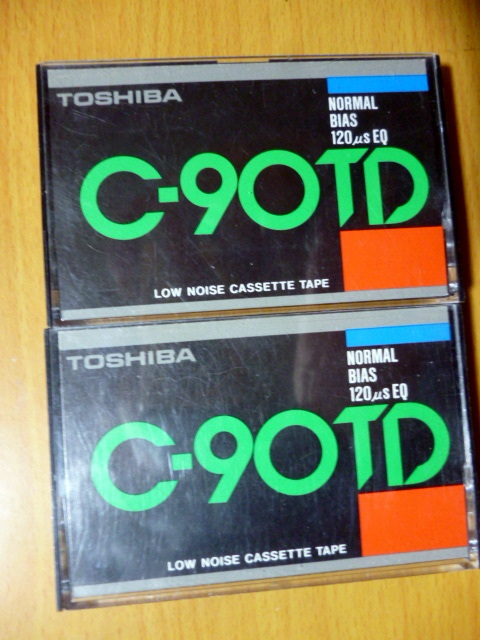 TOSHIBA
NORMAL
BIAS
120μs EQ
C-90TD
LOW NOISE CASSETTE TAPE
TOSHIBA
NORMAL
BIAS
120μs EQ
C-90TD
LOW NOISE CASSETTE TAPE